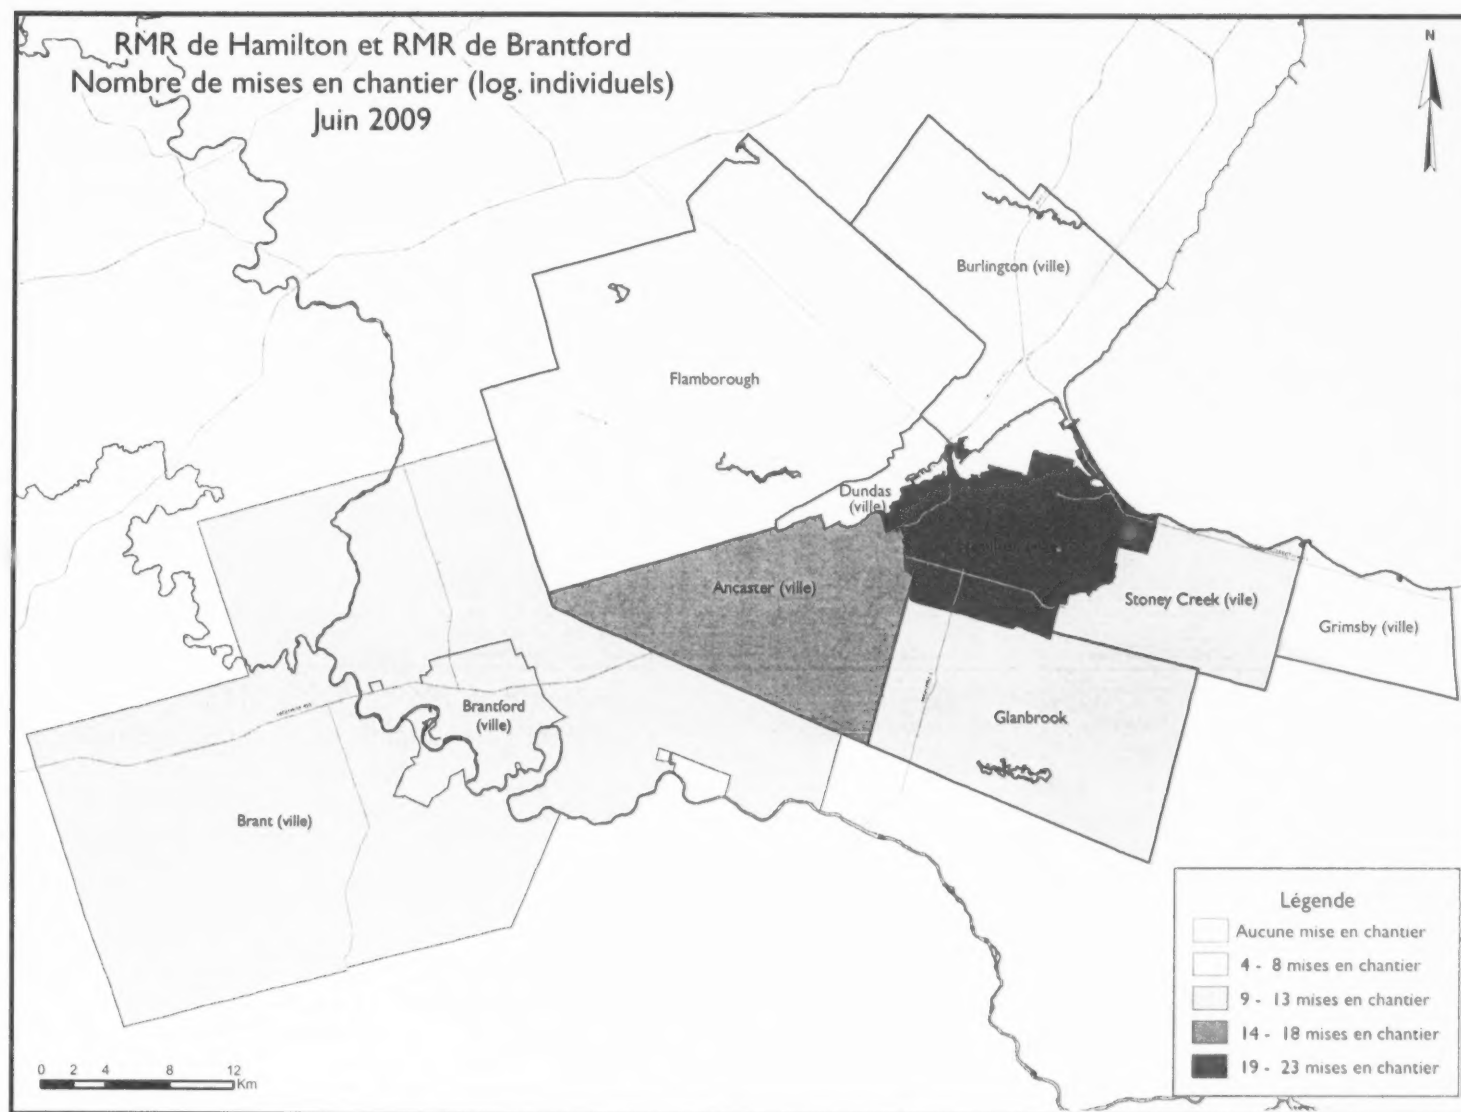 RMR de Hamilton et RMR de Brantford
Nombre de mises en chantier (log. individuels)
Juin 2009
N
Burlington (ville)
Flamborough
Dundas
(ville)
Ancaster (ville)
Stoney Creek (vile)
Grimsby (ville)
Brantford
(ville)
Glanbrook
Brant (ville)
Légende
Aucune mise en chantier
4 - 8 mises en chantier
9 - 13 mises en chantier
14 - 18 mises en chantier
19 - 23 mises en chantier
0 2 4 8 12
Km